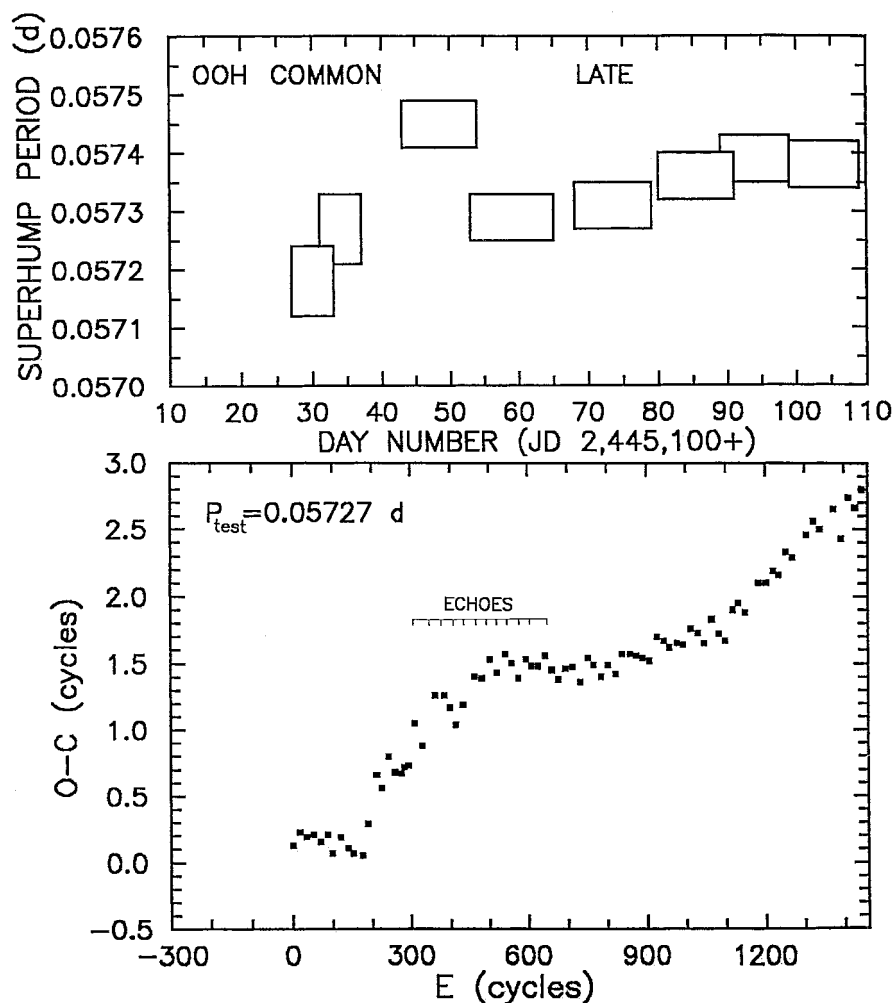 SUPERHUMP PERIOD (d)
0.0576
0.0575
0.0574
0.0573
0.0572
0.0571
0.0570
OOH COMMON LATE
10 20 30 40 50 60 70 80 90 100 110
DAY NUMBER (JD 2,445,100+)
O-C (cycles)
3.0
2.5
2.0
1.5
1.0
0.5
0.0
-0.5
P_test=0.05727 d
ECHOES
-300 0 300 600 900 1200
E (cycles)